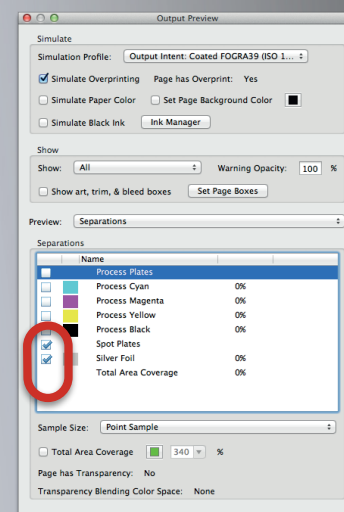 Output Preview
Simulate
Simulation Profile: Output Intent: Coated FOGRA39 (ISO 1...
Simulate Overprinting Page has Overprint: Yes
Simulate Paper Color Set Page Background Color
Simulate Black Ink Ink Manager
Show
Show: All Warning Opacity: 100 %
Show art, trim, & bleed boxes Set Page Boxes
Preview: Separations
Separations
Name
Process Plates
Process Cyan 0%
Process Magenta 0%
Process Yellow 0%
Process Black 0%
Spot Plates
Silver Foil 0%
Total Area Coverage 0%
Sample Size: Point Sample
Total Area Coverage 340 %
Page has Transparency: No
Transparency Blending Color Space: None